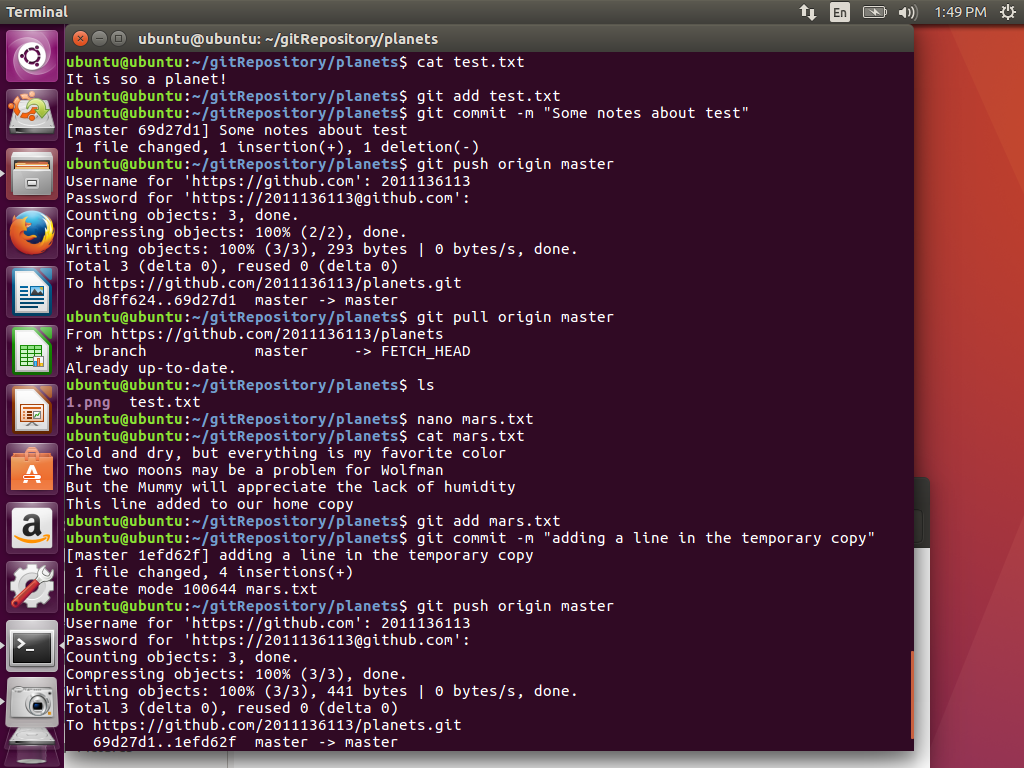 Terminal
En
1:49 PM
ubuntu@ubuntu: ~/gitRepository/planets
ubuntu@ubuntu:~/gitRepository/planets$ cat test.txt
It is so a planet!
ubuntu@ubuntu:~/gitRepository/planets$ git add test.txt
ubuntu@ubuntu:~/gitRepository/planets$ git commit -m "Some notes about test"
[master 69d27d1] Some notes about test
 1 file changed, 1 insertion(+), 1 deletion(-)
ubuntu@ubuntu:~/gitRepository/planets$ git push origin master
Username for 'https://github.com': 2011136113
Password for 'https://2011136113@github.com':
Counting objects: 3, done.
Compressing objects: 100% (2/2), done.
Writing objects: 100% (3/3), 293 bytes | 0 bytes/s, done.
Total 3 (delta 0), reused 0 (delta 0)
To https://github.com/2011136113/planets.git
   d8ff624..69d27d1  master -> master
ubuntu@ubuntu:~/gitRepository/planets$ git pull origin master
From https://github.com/2011136113/planets
 * branch            master     -> FETCH_HEAD
Already up-to-date.
ubuntu@ubuntu:~/gitRepository/planets$ ls
1.png  test.txt
ubuntu@ubuntu:~/gitRepository/planets$ nano mars.txt
ubuntu@ubuntu:~/gitRepository/planets$ cat mars.txt
Cold and dry, but everything is my favorite color
The two moons may be a problem for Wolfman
But the Mummy will appreciate the lack of humidity
This line added to our home copy
ubuntu@ubuntu:~/gitRepository/planets$ git add mars.txt
ubuntu@ubuntu:~/gitRepository/planets$ git commit -m "adding a line in the temporary copy"
[master 1efd62f] adding a line in the temporary copy
 1 file changed, 4 insertions(+)
 create mode 100644 mars.txt
ubuntu@ubuntu:~/gitRepository/planets$ git push origin master
Username for 'https://github.com': 2011136113
Password for 'https://2011136113@github.com':
Counting objects: 3, done.
Compressing objects: 100% (3/3), done.
Writing objects: 100% (3/3), 441 bytes | 0 bytes/s, done.
Total 3 (delta 0), reused 0 (delta 0)
To https://github.com/2011136113/planets.git
   69d27d1..1efd62f  master -> master